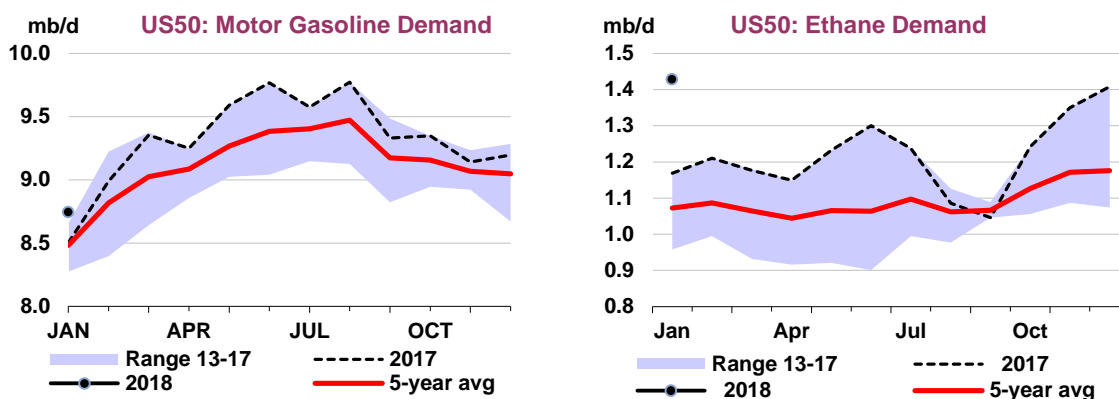 mb/d US50: Motor Gasoline Demand
10.0
9.5
9.0
8.5
8.0
JAN APR JUL OCT
Range 13-17 2017
2018 5-year avg
mb/d US50: Ethane Demand
1.5
1.4
1.3
1.2
1.1
1.0
0.9
0.8
Jan Apr Jul Oct
Range 13-17 2017
2018 5-year avg